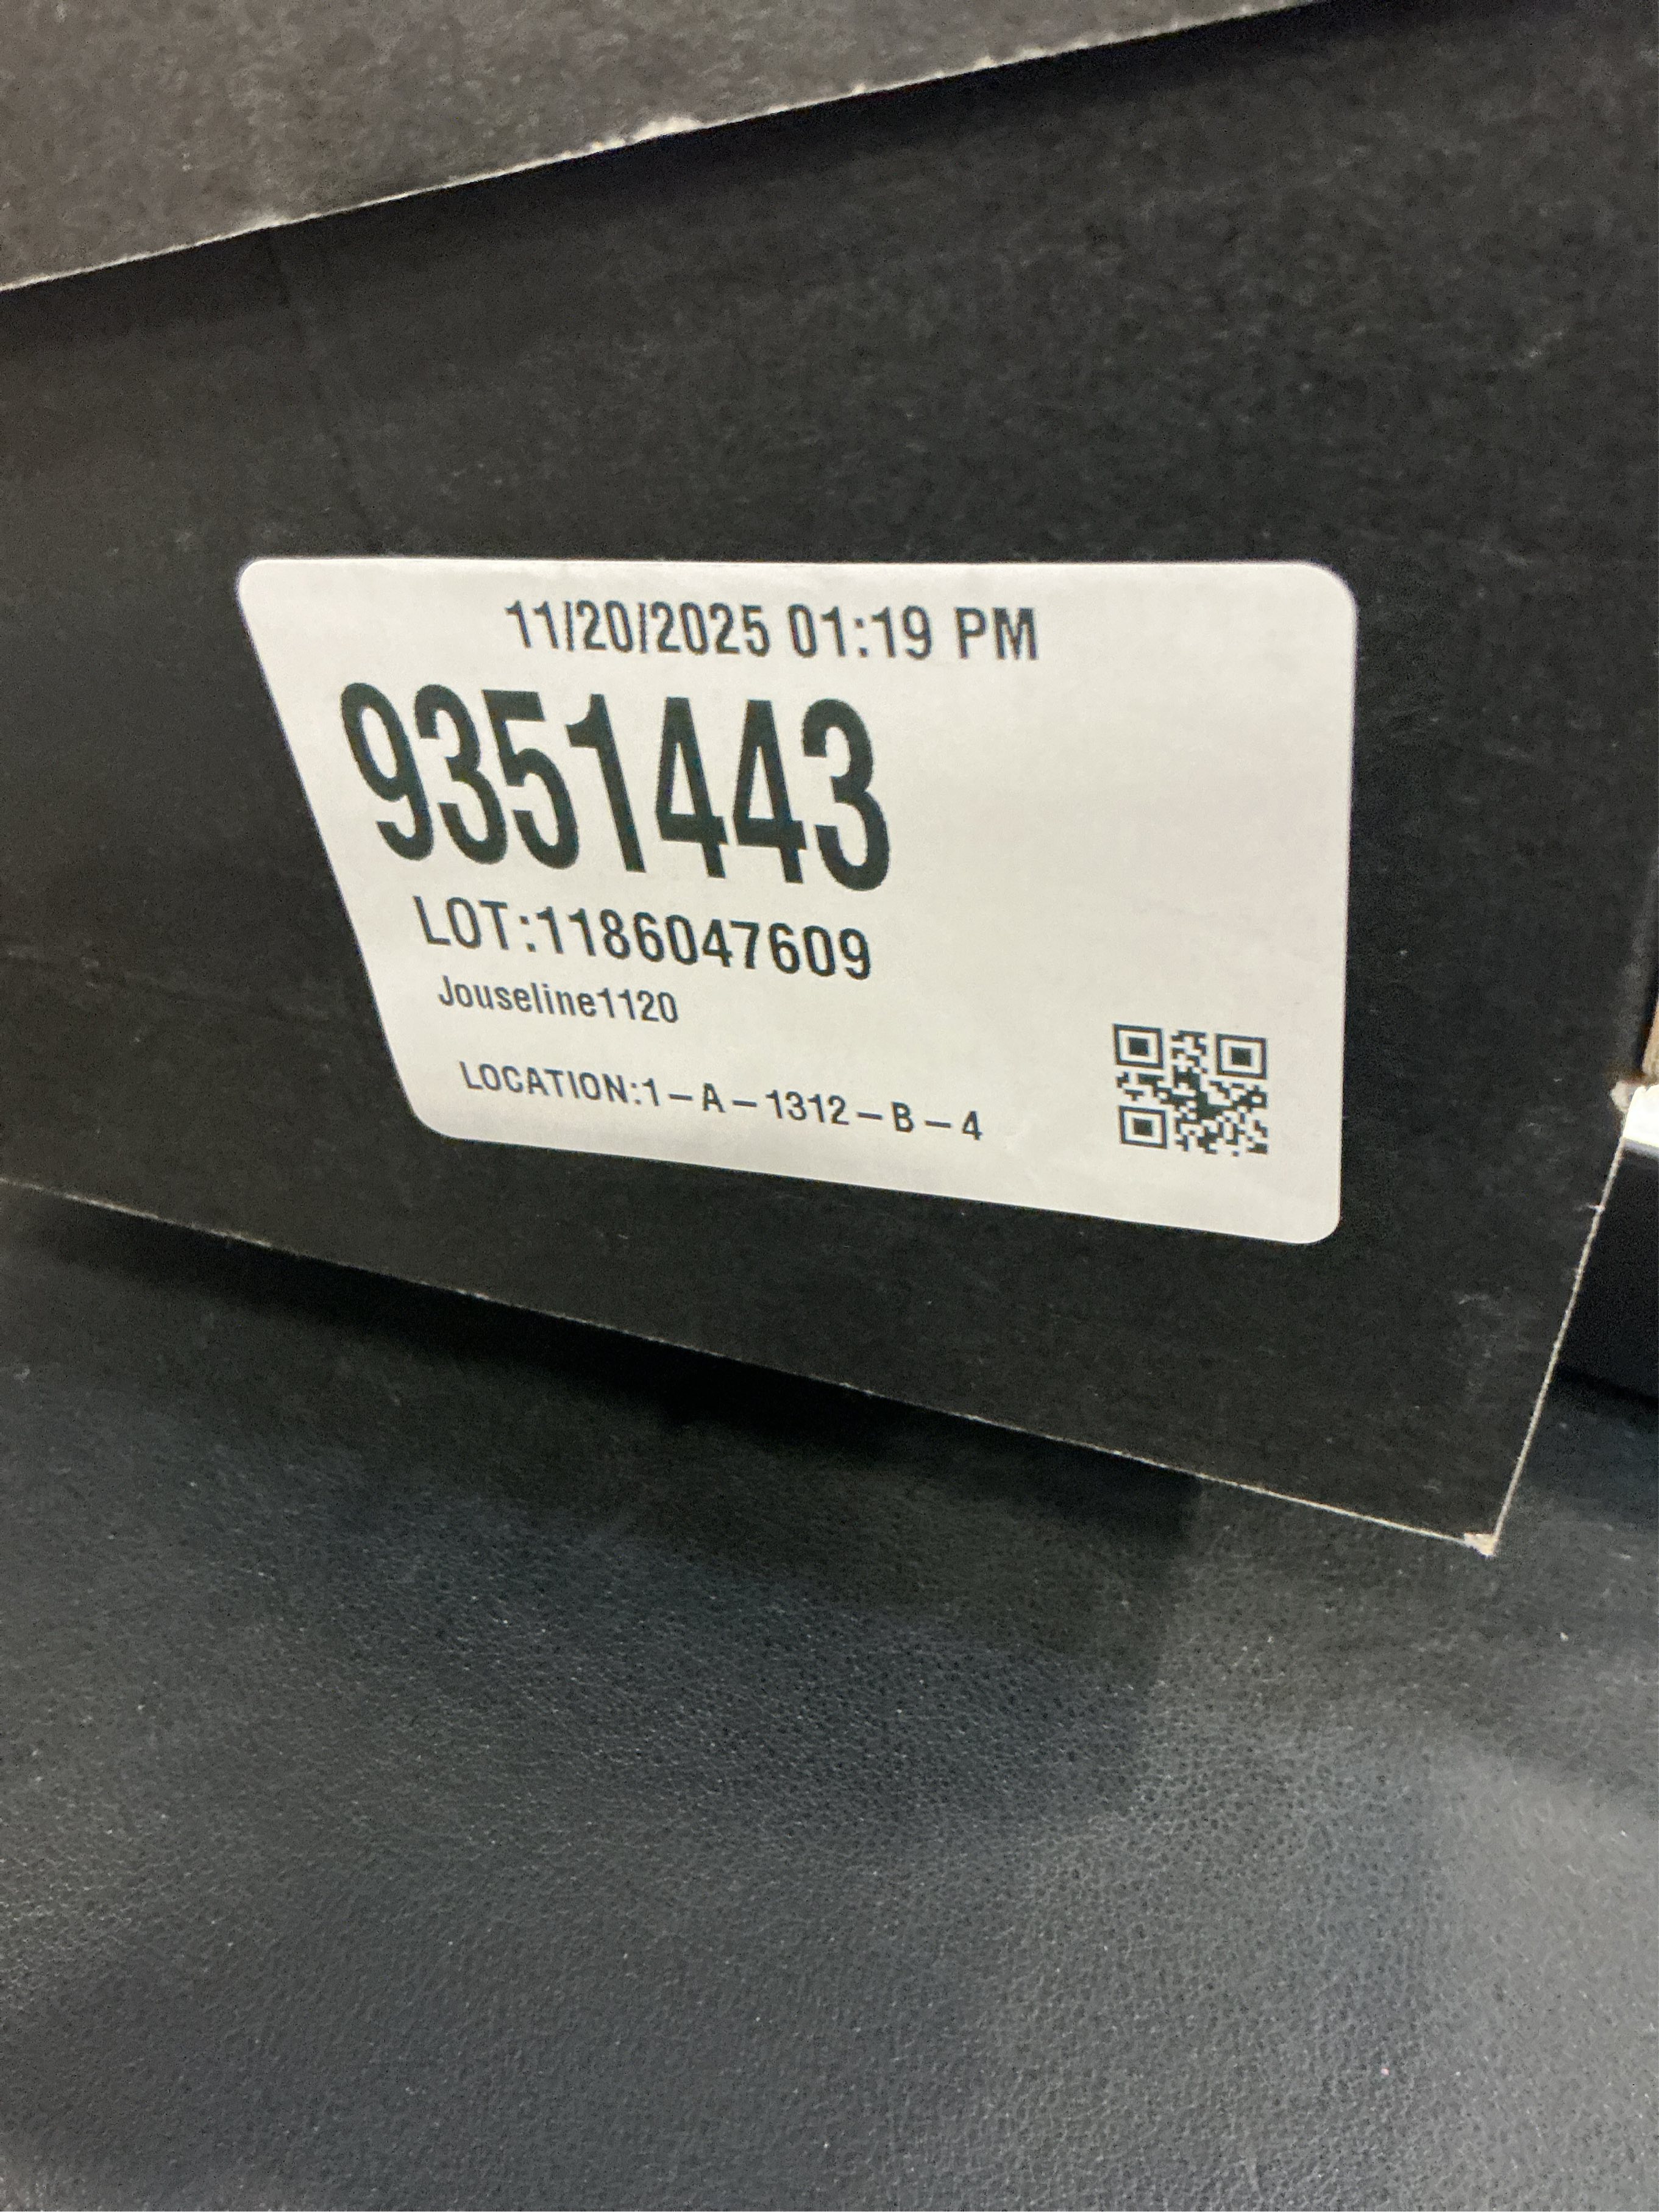 11/20/2025 01:19 PM
9351443
LOT:1186047609
Jouseline1120
LOCATION:1-A-1312-B-4